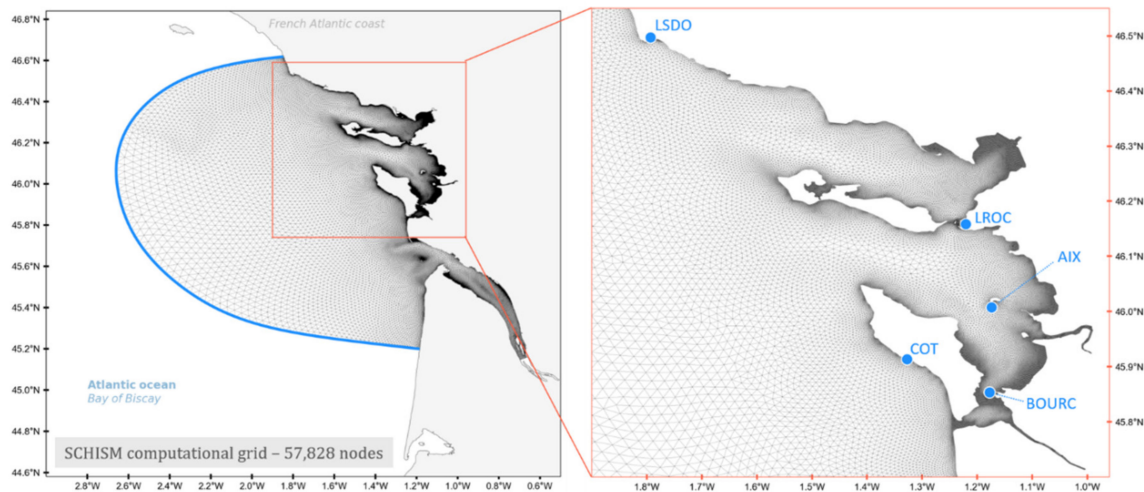 French Atlantic coast
46.8°N
46.6°N
46.4°N
46.2°N
46.0°N
45.8°N
45.6°N
45.4°N
45.2°N
45.0°N
44.8°N
44.6°N
Atlantic ocean
Bay of Biscay
SCHISM computational grid – 57,828 nodes
2.8°W 2.6°W 2.4°W 2.2°W 2.0°W 1.8°W 1.6°W 1.4°W 1.2°W 1.0°W 0.8°W 0.6°W
LSDO
LROC
AIX
COT
BOURC
46.5°N
46.4°N
46.3°N
46.2°N
46.1°N
46.0°N
45.9°N
45.8°N
1.8°W 1.7°W 1.6°W 1.5°W 1.4°W 1.3°W 1.2°W 1.1°W 1.0°W